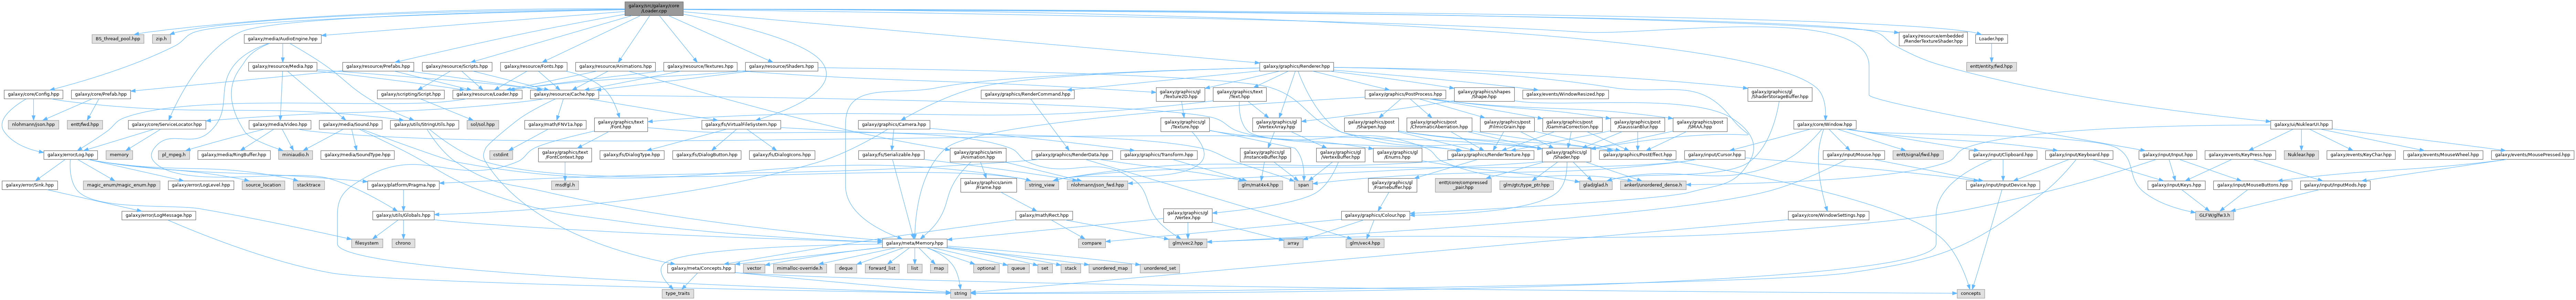 galaxy/src/galaxy/core
/Loader.cpp
BS_thread_pool.hpp
zip.h
galaxy/media/AudioEngine.hpp
galaxy/resource/embedded
/RenderTextureShader.hpp
Loader.hpp
galaxy/resource/Media.hpp
galaxy/resource/Prefabs.hpp
galaxy/resource/Scripts.hpp
galaxy/resource/Fonts.hpp
galaxy/resource/Animations.hpp
galaxy/resource/Textures.hpp
galaxy/resource/Shaders.hpp
galaxy/graphics/Renderer.hpp
entt/entity/fwd.hpp
galaxy/core/Config.hpp
galaxy/core/Prefab.hpp
galaxy/scripting/Script.hpp
galaxy/resource/Loader.hpp
galaxy/resource/Cache.hpp
galaxy/graphics/RenderCommand.hpp
galaxy/graphics/gl
/Texture2D.hpp
galaxy/graphics/text
/Text.hpp
galaxy/graphics/PostProcess.hpp
galaxy/graphics/shapes
/Shape.hpp
galaxy/events/WindowResized.hpp
galaxy/graphics/gl
/ShaderStorageBuffer.hpp
nlohmann/json.hpp
entt/fwd.hpp
galaxy/core/ServiceLocator.hpp
galaxy/media/Video.hpp
galaxy/media/Sound.hpp
galaxy/utils/StringUtils.hpp
sol/sol.hpp
galaxy/math/FNV1a.hpp
galaxy/graphics/text
/Font.hpp
galaxy/fs/VirtualFileSystem.hpp
galaxy/graphics/Camera.hpp
galaxy/graphics/gl
/Texture.hpp
galaxy/graphics/gl
/VertexArray.hpp
galaxy/graphics/post
/Sharpen.hpp
galaxy/graphics/post
/ChromaticAberration.hpp
galaxy/graphics/post
/FilmicGrain.hpp
galaxy/graphics/post
/GammaCorrection.hpp
galaxy/graphics/post
/GaussianBlur.hpp
galaxy/graphics/post
/SMAA.hpp
galaxy/core/Window.hpp
galaxy/ui/NuklearUI.hpp
galaxy/error/Log.hpp
memory
pl_mpeg.h
galaxy/media/RingBuffer.hpp
miniaudio.h
galaxy/media/SoundType.hpp
cstdint
galaxy/graphics/text
/FontContext.hpp
galaxy/fs/DialogType.hpp
galaxy/fs/DialogButton.hpp
galaxy/fs/DialogIcons.hpp
galaxy/fs/Serializable.hpp
galaxy/graphics/anim
/Animation.hpp
galaxy/graphics/RenderData.hpp
galaxy/graphics/Transform.hpp
galaxy/graphics/gl
/InstanceBuffer.hpp
galaxy/graphics/gl
/VertexBuffer.hpp
galaxy/graphics/gl
/Enums.hpp
galaxy/graphics/RenderTexture.hpp
galaxy/graphics/gl
/Shader.hpp
galaxy/graphics/PostEffect.hpp
galaxy/input/Cursor.hpp
entt/signal/fwd.hpp
galaxy/input/Mouse.hpp
galaxy/input/Clipboard.hpp
galaxy/input/Keyboard.hpp
galaxy/input/Input.hpp
galaxy/events/KeyPress.hpp
Nuklear.hpp
galaxy/events/KeyChar.hpp
galaxy/events/MouseWheel.hpp
galaxy/events/MousePressed.hpp
galaxy/error/Sink.hpp
magic_enum/magic_enum.hpp
galaxy/error/LogLevel.hpp
source_location
stacktrace
galaxy/platform/Pragma.hpp
msdfgl.h
string_view
nlohmann/json_fwd.hpp
galaxy/graphics/anim
/Frame.hpp
glm/mat4x4.hpp
span
galaxy/graphics/gl
/Framebuffer.hpp
entt/core/compressed
_pair.hpp
glm/gtc/type_ptr.hpp
glad/glad.h
ankerl/unordered_dense.h
galaxy/input/InputDevice.hpp
galaxy/input/Keys.hpp
galaxy/input/MouseButtons.hpp
galaxy/input/InputMods.hpp
galaxy/error/LogMessage.hpp
galaxy/utils/Globals.hpp
galaxy/math/Rect.hpp
galaxy/graphics/gl
/Vertex.hpp
galaxy/graphics/Colour.hpp
galaxy/core/WindowSettings.hpp
GLFW/glfw3.h
filesystem
chrono
galaxy/meta/Memory.hpp
compare
glm/vec2.hpp
array
glm/vec4.hpp
galaxy/meta/Concepts.hpp
vector
mimalloc-override.h
deque
forward_list
list
map
optional
queue
set
stack
unordered_map
unordered_set
type_traits
string
concepts